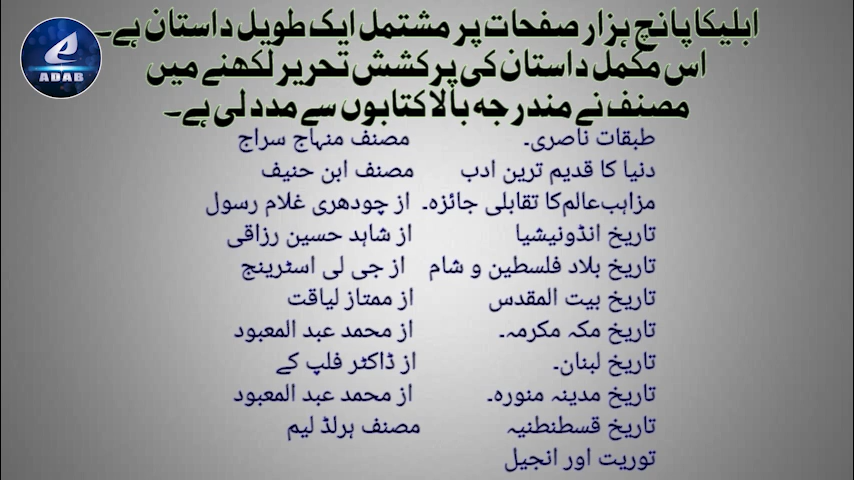 ابلیکا پانچ ہزار صفحات پر مشتمل ایک طویل داستان ہے۔
اس مکمل داستان کی پرکشش تحریر لکھنے میں
مصنف نے مندرجہ بالا کتابوں سے مدد لی ہے۔
طبقات ناصری۔ مصنف منہاج سراج
دنیا کا قدیم ترین ادب مصنف ابن حنیف
مزاہب عالم کا تقابلی جائزہ۔ از چودھری غلام رسول
تاریخ انڈونیشیا از شاہد حسین رزاقی
تاریخ بلاد فلسطین و شام از جی لی اسٹرینج
تاریخ بیت المقدس از ممتاز لیاقت
تاریخ مکہ مکرمہ۔ از محمد عبد المعبود
تاریخ لبنان۔ از ڈاکٹر فلپ کے
تاریخ مدینہ منورہ۔ از محمد عبد المعبود
تاریخ قسطنطنیہ مصنف ہرلڈ لیم
توریت اور انجیل
e
ADAB